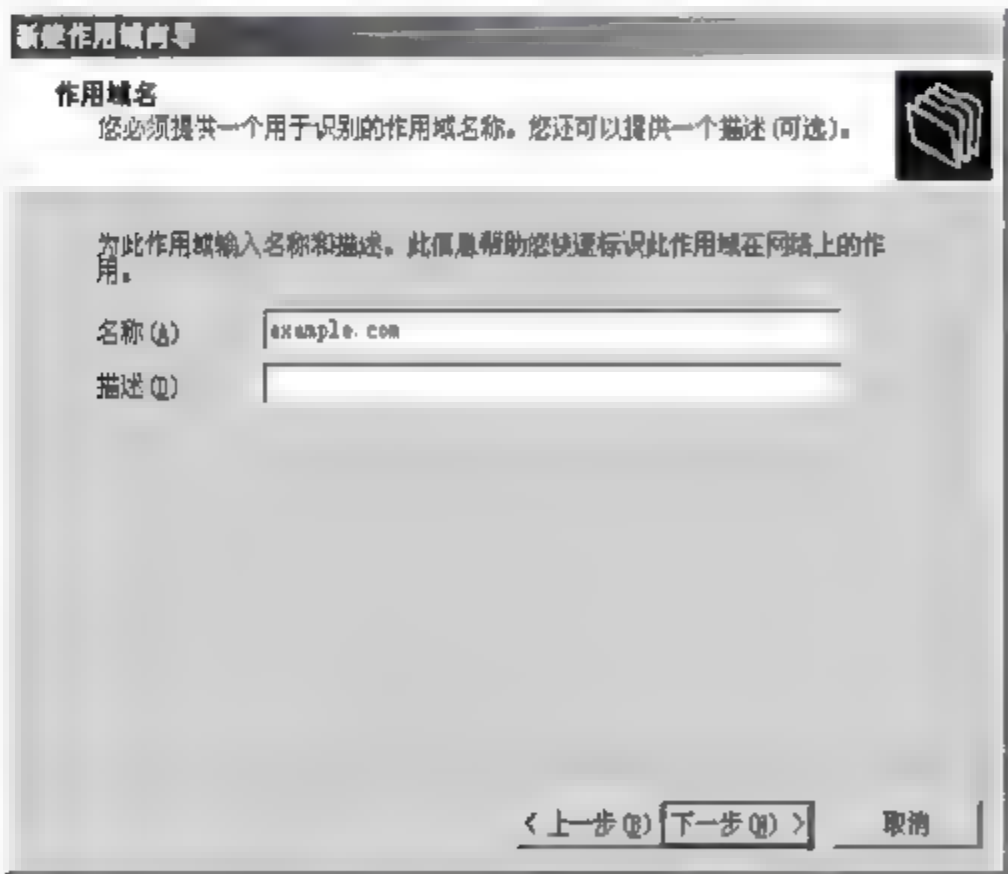 新建作用域向导
作用域名
您必须提供一个用于识别的作用域名称。您还可以提供一个描述(可选)。
为此作用域输入名称和描述。此信息帮助您快速标识此作用域在网络上的作
用。
名称(A)
example.com
描述(D)
< 上一步(B)
下一步(N) >
取消